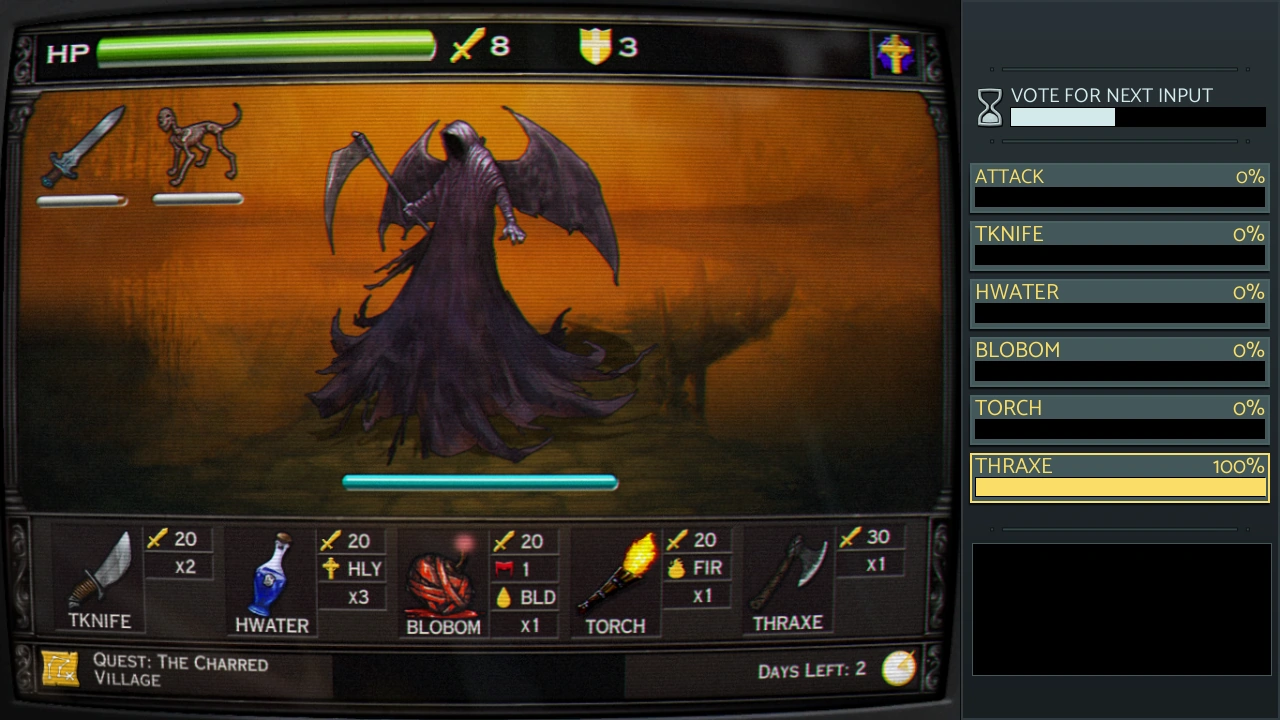 HP 8 3
VOTE FOR NEXT INPUT
ATTACK 0%
TKNIFE 0%
HWATER 0%
BLOBOM 0%
TORCH 0%
THRAXE 100%
20
x2
TKNIFE
20
HLY
x3
HWATER
20
1
BLD
x1
BLOBOM
20
FIR
x1
TORCH
30
x1
THRAXE
QUEST: THE CHARRED
VILLAGE
DAYS LEFT: 2